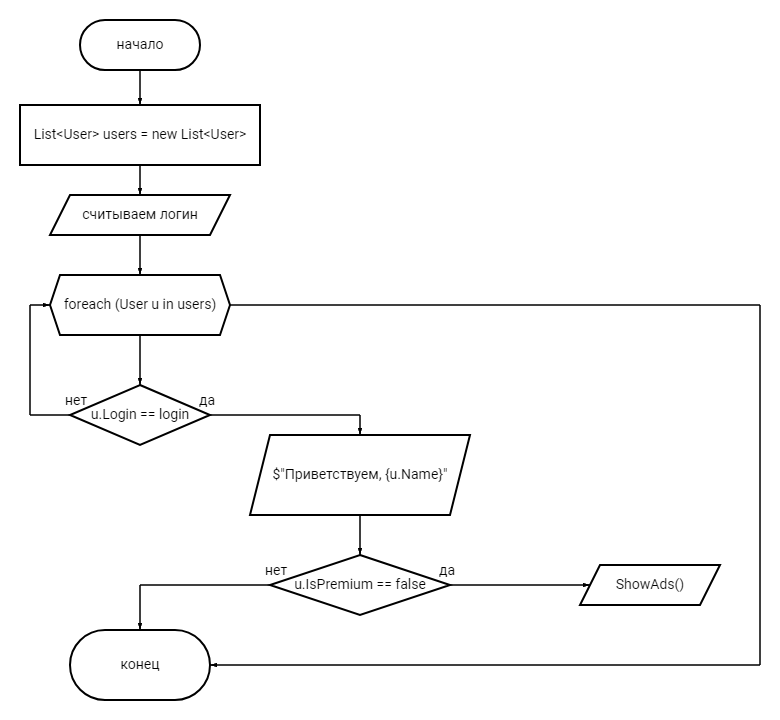 начало
List<User> users = new List<User>
считываем логин
foreach (User u in users)
нет
да
u.Login == login
$"Приветствуем, {u.Name}"
нет
да
u.IsPremium == false
ShowAds()
конец